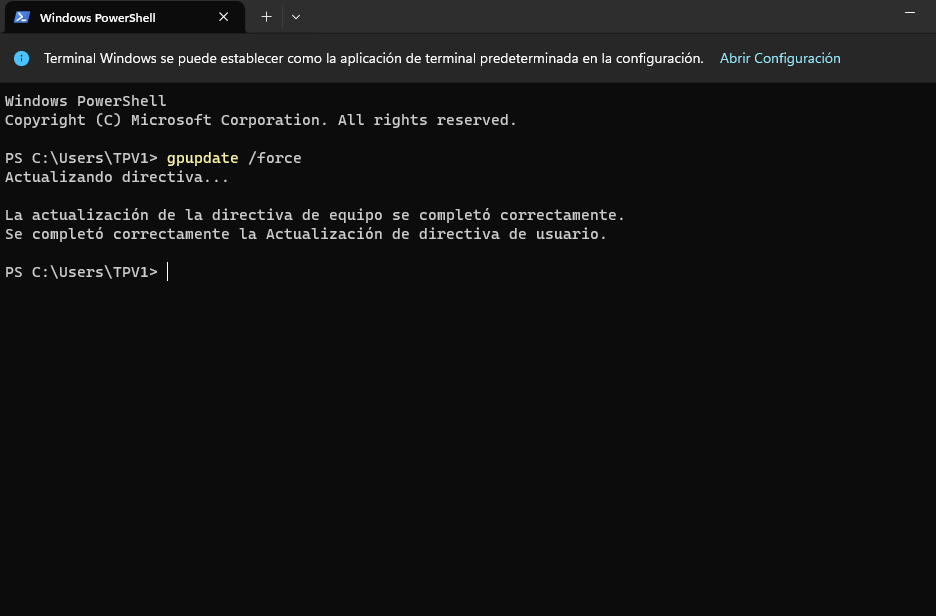 Windows PowerShell
Terminal Windows se puede establecer como la aplicación de terminal predeterminada en la configuración. Abrir Configuración
Windows PowerShell
Copyright (C) Microsoft Corporation. All rights reserved.
PS C:\Users\TPV1> gpupdate /force
Actualizando directiva...
La actualización de la directiva de equipo se completó correctamente.
Se completó correctamente la Actualización de directiva de usuario.
PS C:\Users\TPV1>